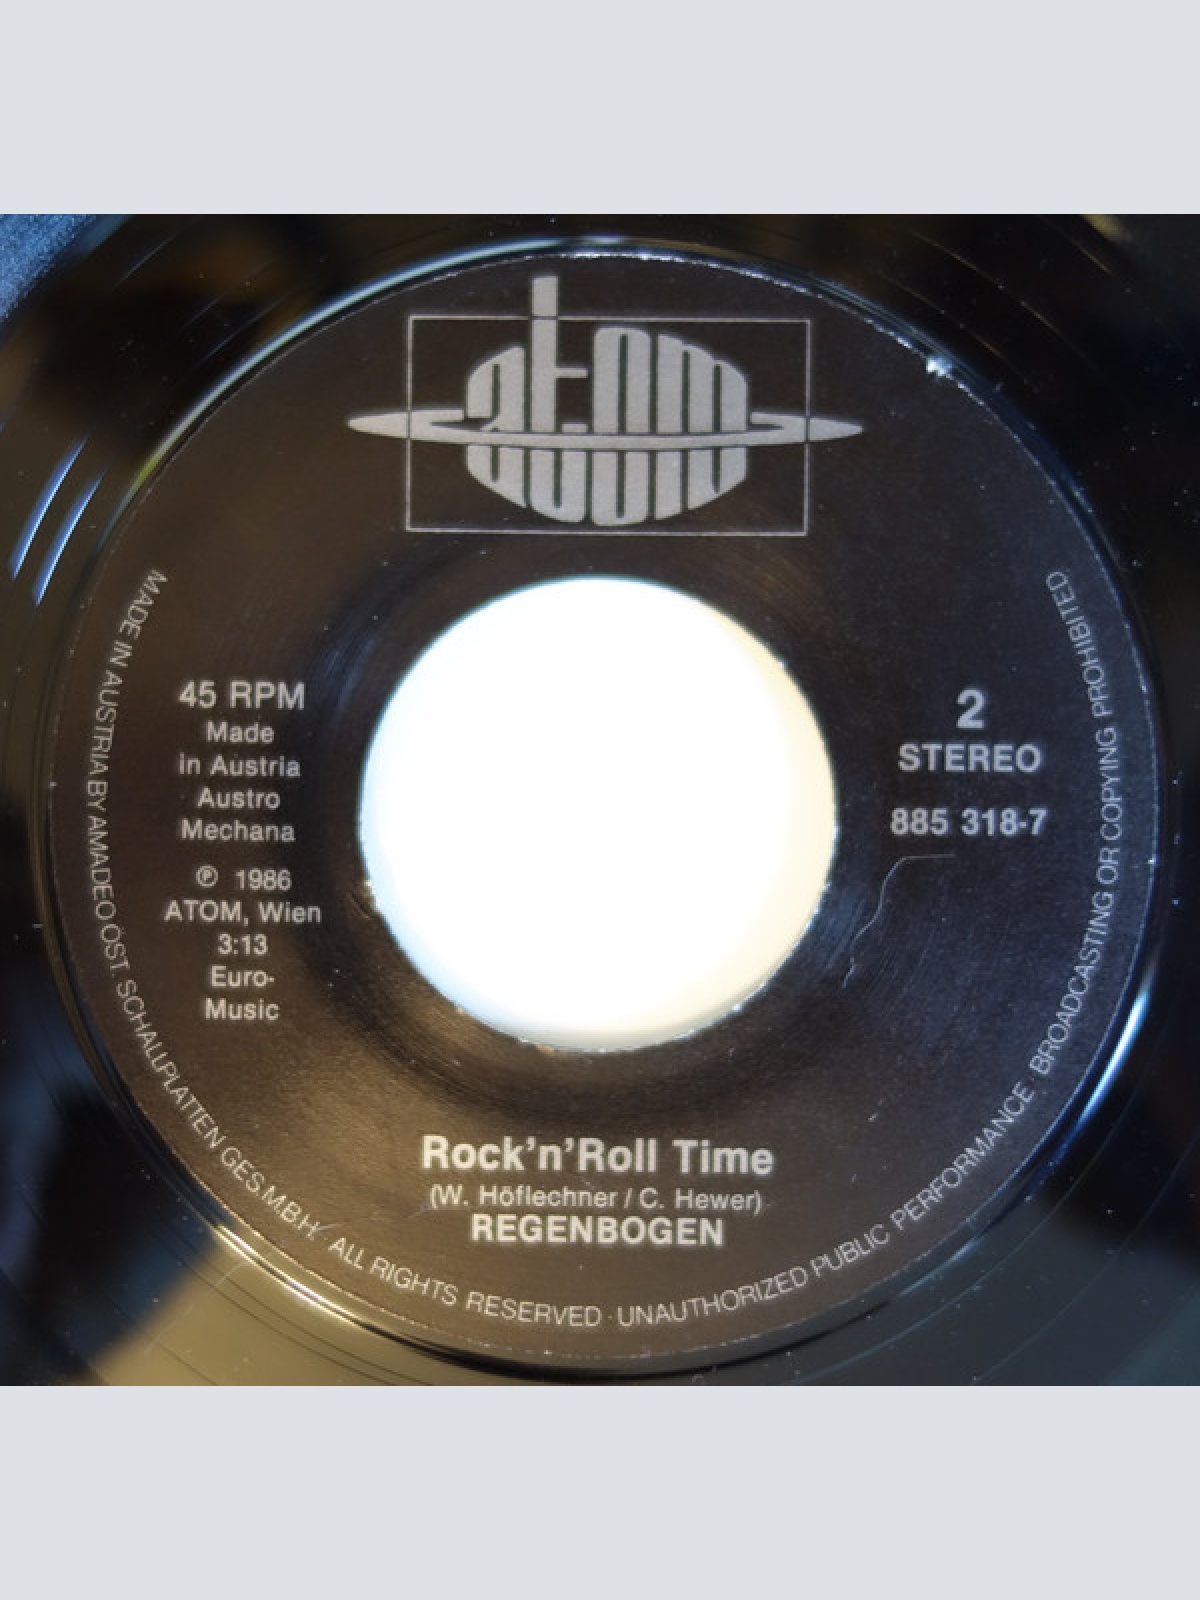 atom
45 RPM
Made
in Austria
Austro
Mechana
℗ 1986
ATOM, Wien
3:13
Euro-
Music
2
STEREO
885 318-7
Rock'n'Roll Time
(W. Höflechner / C. Hewer)
REGENBOGEN
MADE IN AUSTRIA BY AMADEO ÖST. SCHALLPLATTEN GES.M.B.H. ALL RIGHTS RESERVED · UNAUTHORIZED PUBLIC PERFORMANCE · BROADCASTING OR COPYING PROHIBITED